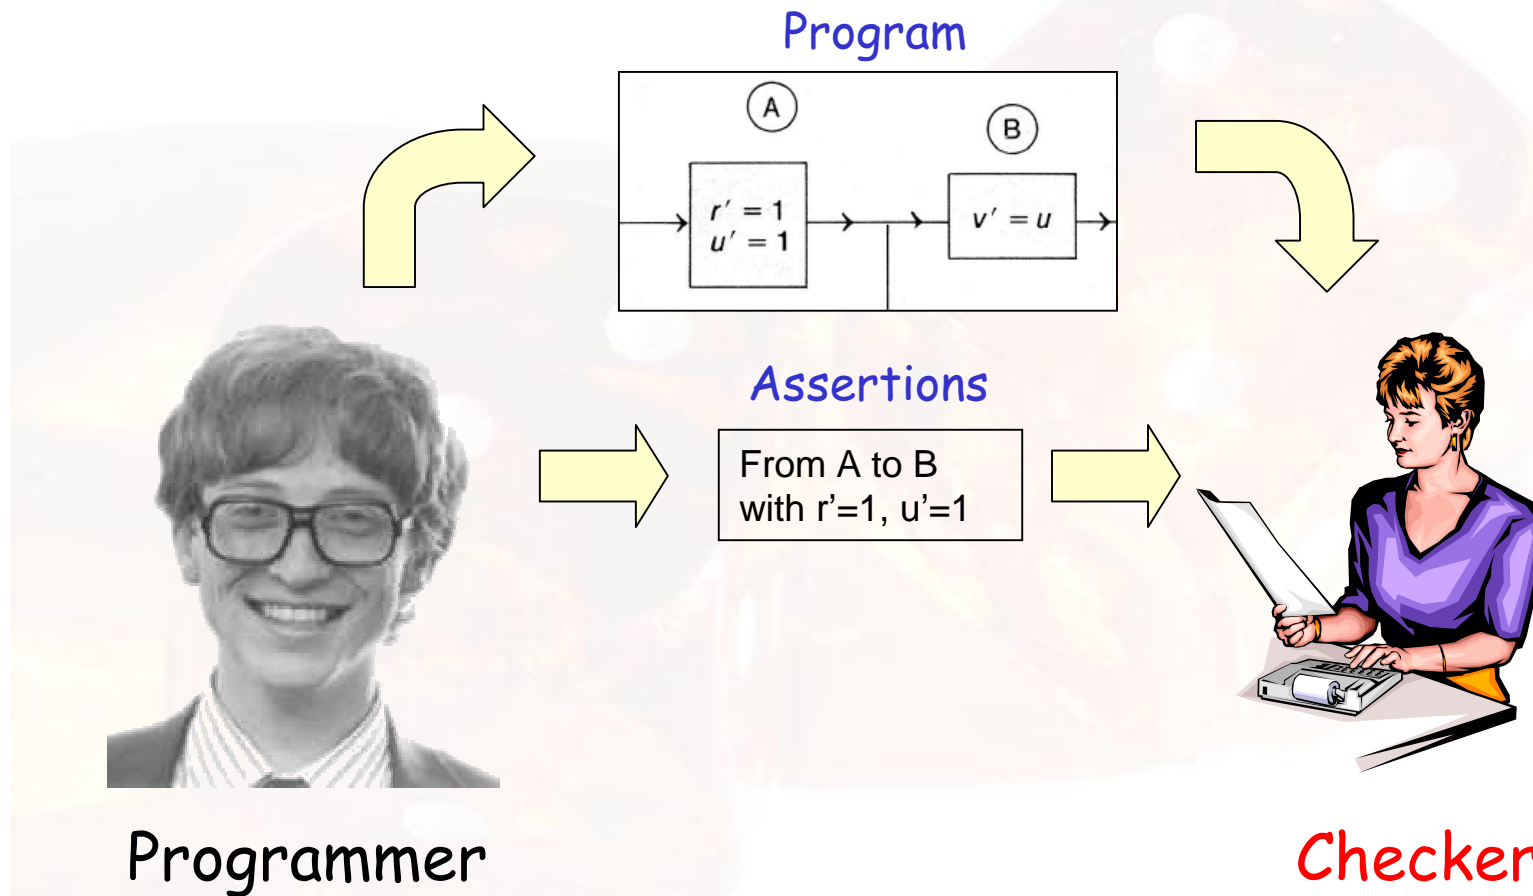 Program
A
B
r′ = 1
u′ = 1
v′ = u
Assertions
From A to B
with r’=1, u’=1
Programmer
Checker